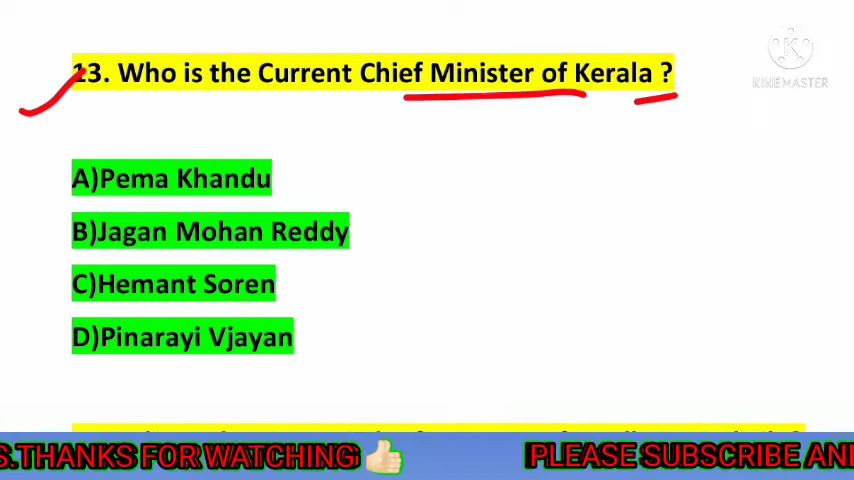 13. Who is the Current Chief Minister of Kerala ?
KINEMASTER
A)Pema Khandu
B)Jagan Mohan Reddy
C)Hemant Soren
D)Pinarayi Vjayan
S.THANKS FOR WATCHING 👍🏻 PLEASE SUBSCRIBE AND